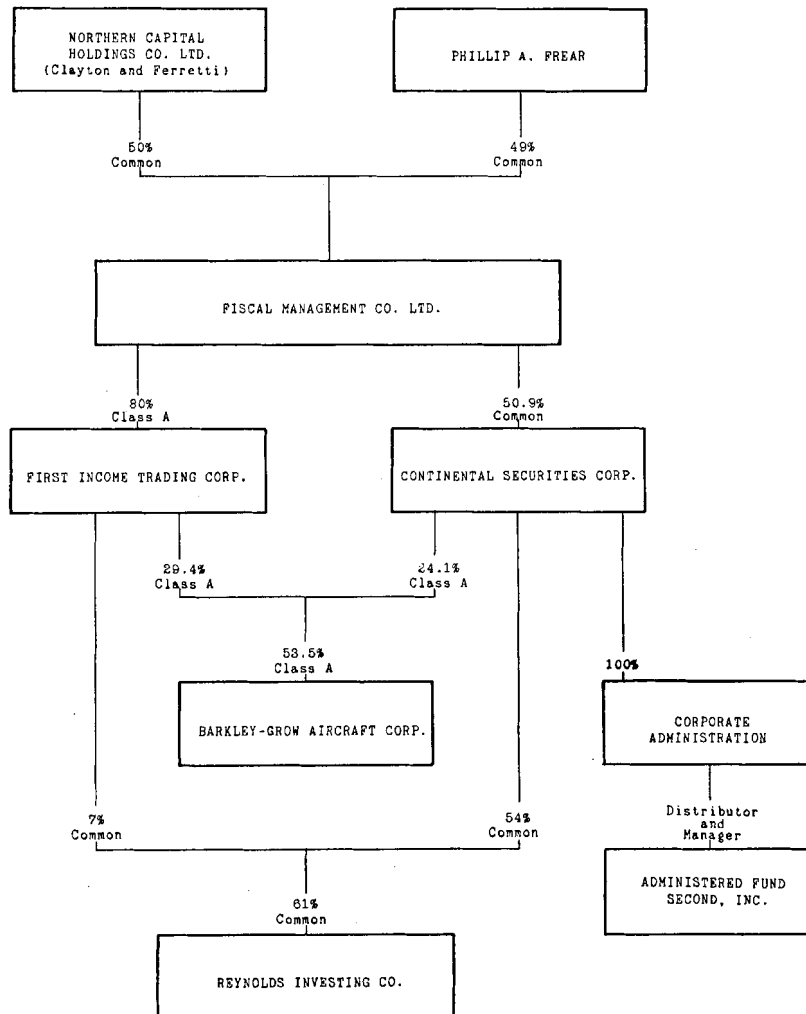 NORTHERN CAPITAL
HOLDINGS CO. LTD.
(Clayton and Ferretti)
PHILLIP A. FREAR
50%
Common
49%
Common
FISCAL MANAGEMENT CO. LTD.
80%
Class A
50.9%
Common
FIRST INCOME TRADING CORP.
CONTINENTAL SECURITIES CORP.
29.4%
Class A
24.1%
Class A
53.5%
Class A
100%
BARKLEY-GROW AIRCRAFT CORP.
CORPORATE
ADMINISTRATION
7%
Common
54%
Common
Distributor
and
Manager
61%
Common
ADMINISTERED FUND
SECOND, INC.
REYNOLDS INVESTING CO.